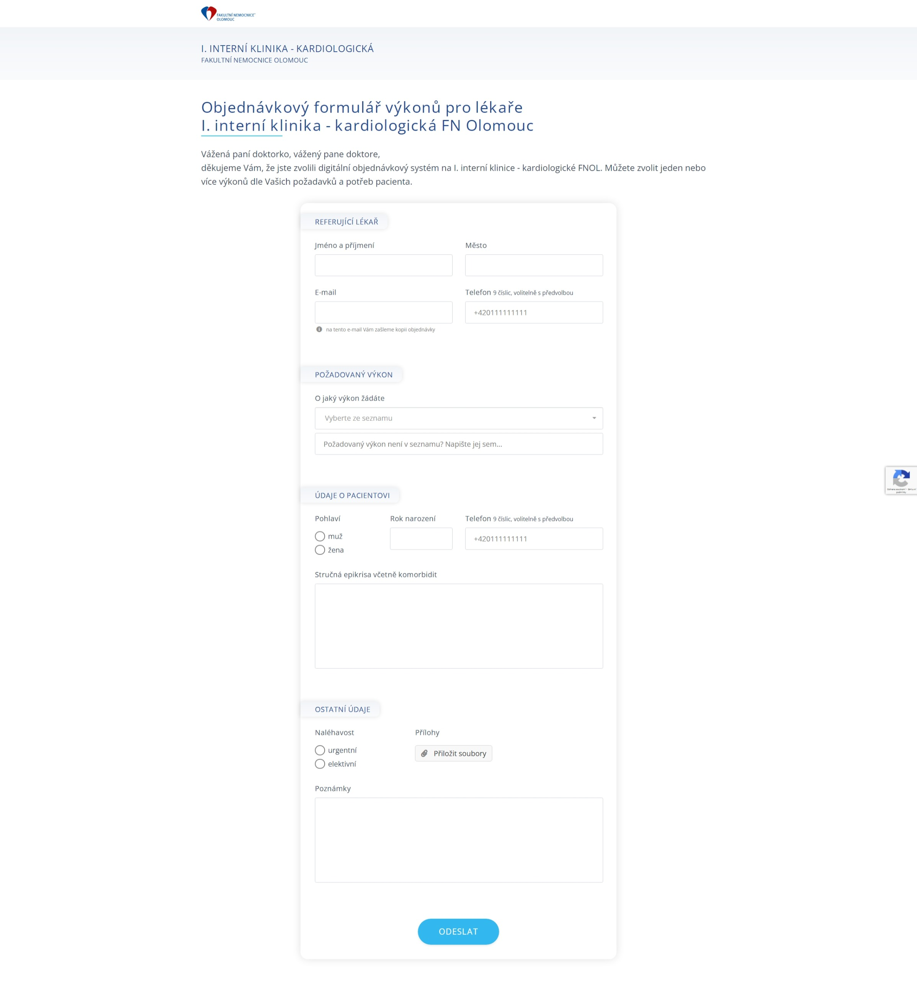 FAKULTNÍ NEMOCNICE
OLOMOUC
I. INTERNÍ KLINIKA - KARDIOLOGICKÁ
FAKULTNÍ NEMOCNICE OLOMOUC
Objednávkový formulář výkonů pro lékaře
I. interní klinika - kardiologická FN Olomouc
Vážená paní doktorko, vážený pane doktore,
děkujeme Vám, že jste zvolili digitální objednávkový systém na I. interní klinice - kardiologické FNOL. Můžete zvolit jeden nebo
více výkonů dle Vašich požadavků a potřeb pacienta.
REFERUJÍCÍ LÉKAŘ
Jméno a příjmení
Město
E-mail
Telefon 9 číslic, volitelně s předvolbou
+420111111111
na tento e-mail Vám zašleme kopii objednávky
POŽADOVANÝ VÝKON
O jaký výkon žádáte
Vyberte ze seznamu
Požadovaný výkon není v seznamu? Napište jej sem...
ÚDAJE O PACIENTOVI
Pohlaví
Rok narození
Telefon 9 číslic, volitelně s předvolbou
muž
+420111111111
žena
Stručná epikrisa včetně komorbidit
OSTATNÍ ÚDAJE
Naléhavost
Přílohy
urgentní
Přiložit soubory
elektivní
Poznámky
ODESLAT